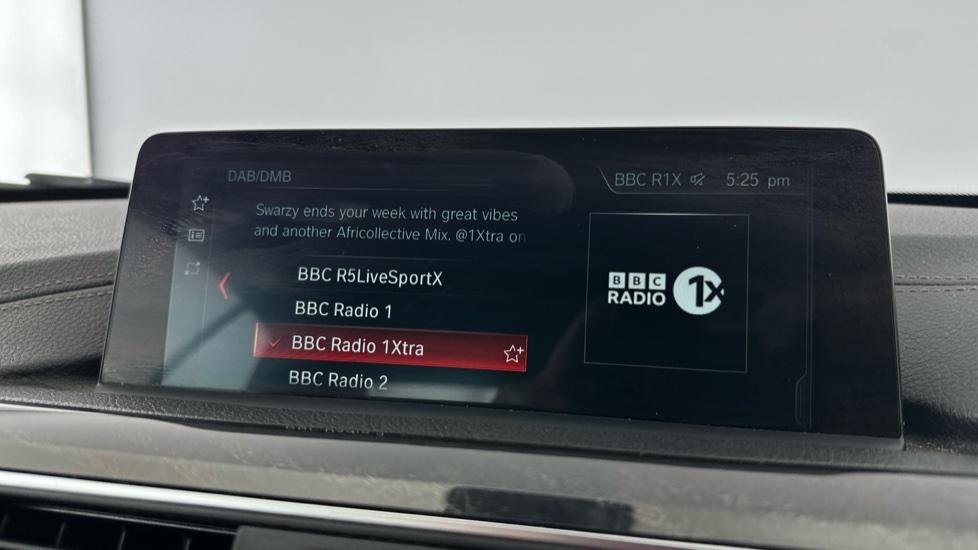 DAB/DMB
BBC R1X 5:25 pm
Swarzy ends your week with great vibes
and another Africollective Mix. @1Xtra on
BBC R5LiveSportX
BBC Radio 1
BBC Radio 1Xtra
BBC Radio 2
BBC
RADIO 1X